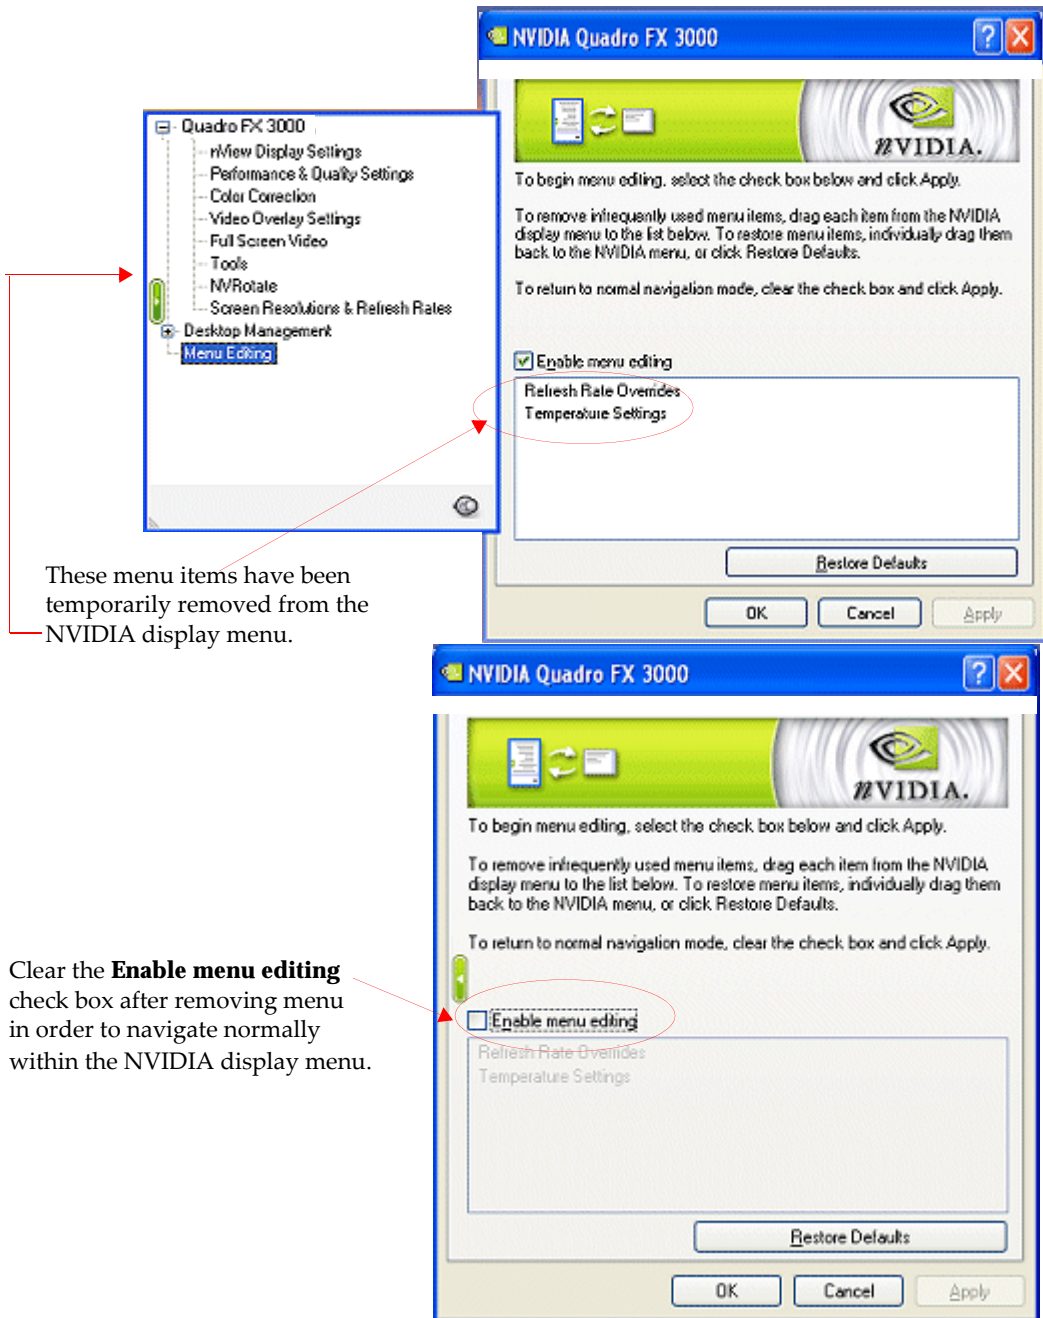 NVIDIA Quadro FX 3000
nVIDIA.
To begin menu editing, select the check box below and click Apply.
To remove infrequently used menu items, drag each item from the NVIDIA
display menu to the list below. To restore menu items, individually drag them
back to the NVIDIA menu, or click Restore Defaults.
To return to normal navigation mode, clear the check box and click Apply.
Enable menu editing
Refresh Rate Overrides
Temperature Settings
Restore Defaults
OK Cancel Apply
Quadro FX 3000
nView Display Settings
Performance & Quality Settings
Color Correction
Video Overlay Settings
Full Screen Video
Tools
NVRotate
Screen Resolutions & Refresh Rates
Desktop Management
Menu Editing
These menu items have been
temporarily removed from the
NVIDIA display menu.
NVIDIA Quadro FX 3000
nVIDIA.
To begin menu editing, select the check box below and click Apply.
To remove infrequently used menu items, drag each item from the NVIDIA
display menu to the list below. To restore menu items, individually drag them
back to the NVIDIA menu, or click Restore Defaults.
To return to normal navigation mode, clear the check box and click Apply.
Enable menu editing
Refresh Rate Overrides
Temperature Settings
Restore Defaults
OK Cancel Apply
Clear the Enable menu editing
check box after removing menu
in order to navigate normally
within the NVIDIA display menu.